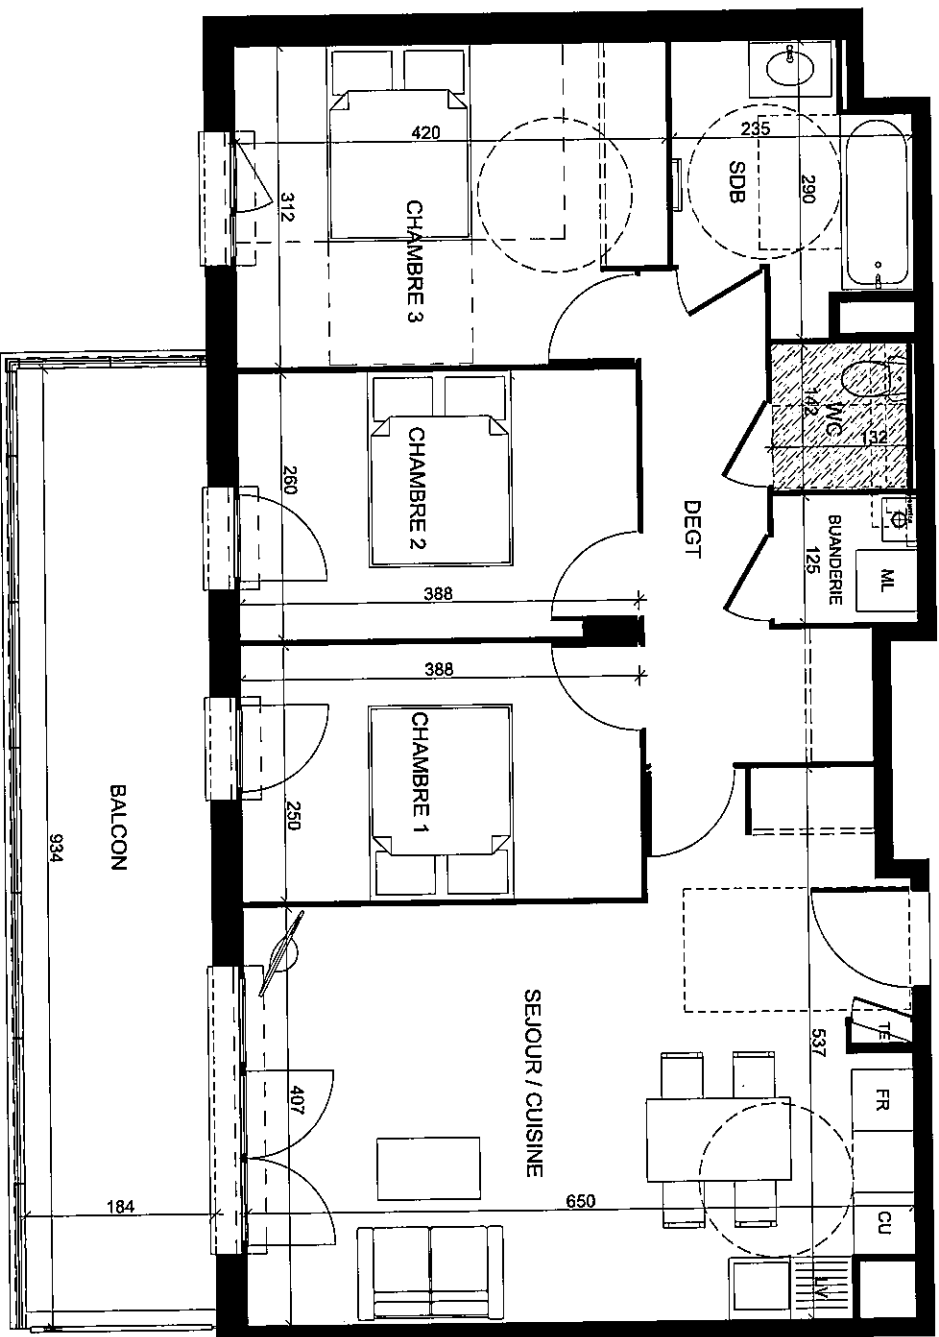 420
235
SDB
290
312
CHAMBRE 3
WC
142
132
CHAMBRE 2
260
DEGT
BUANDERIE
125
ML
388
388
CHAMBRE 1
250
BALCON
934
SEJOUR / CUISINE
537
TE
FR
407
184
650
CU
LV